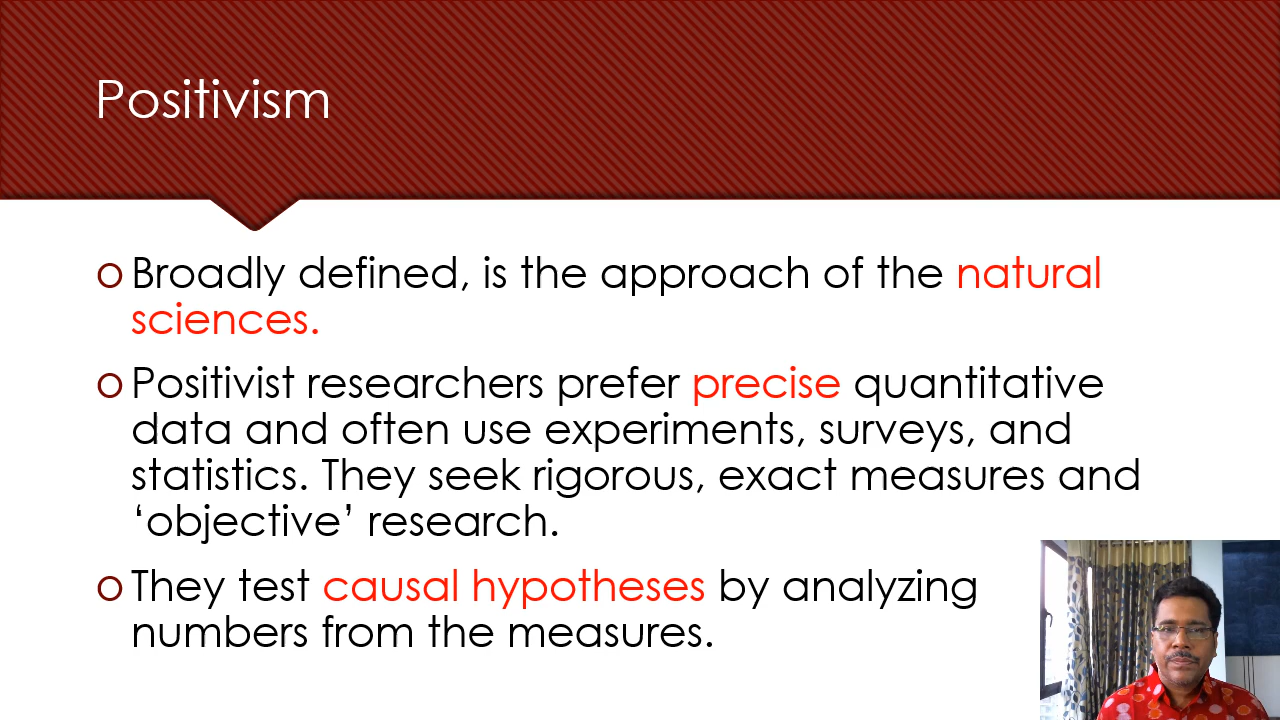 Positivism
Broadly defined, is the approach of the natural
sciences.
Positivist researchers prefer precise quantitative
data and often use experiments, surveys, and
statistics. They seek rigorous, exact measures and
‘objective’ research.
They test causal hypotheses by analyzing
numbers from the measures.